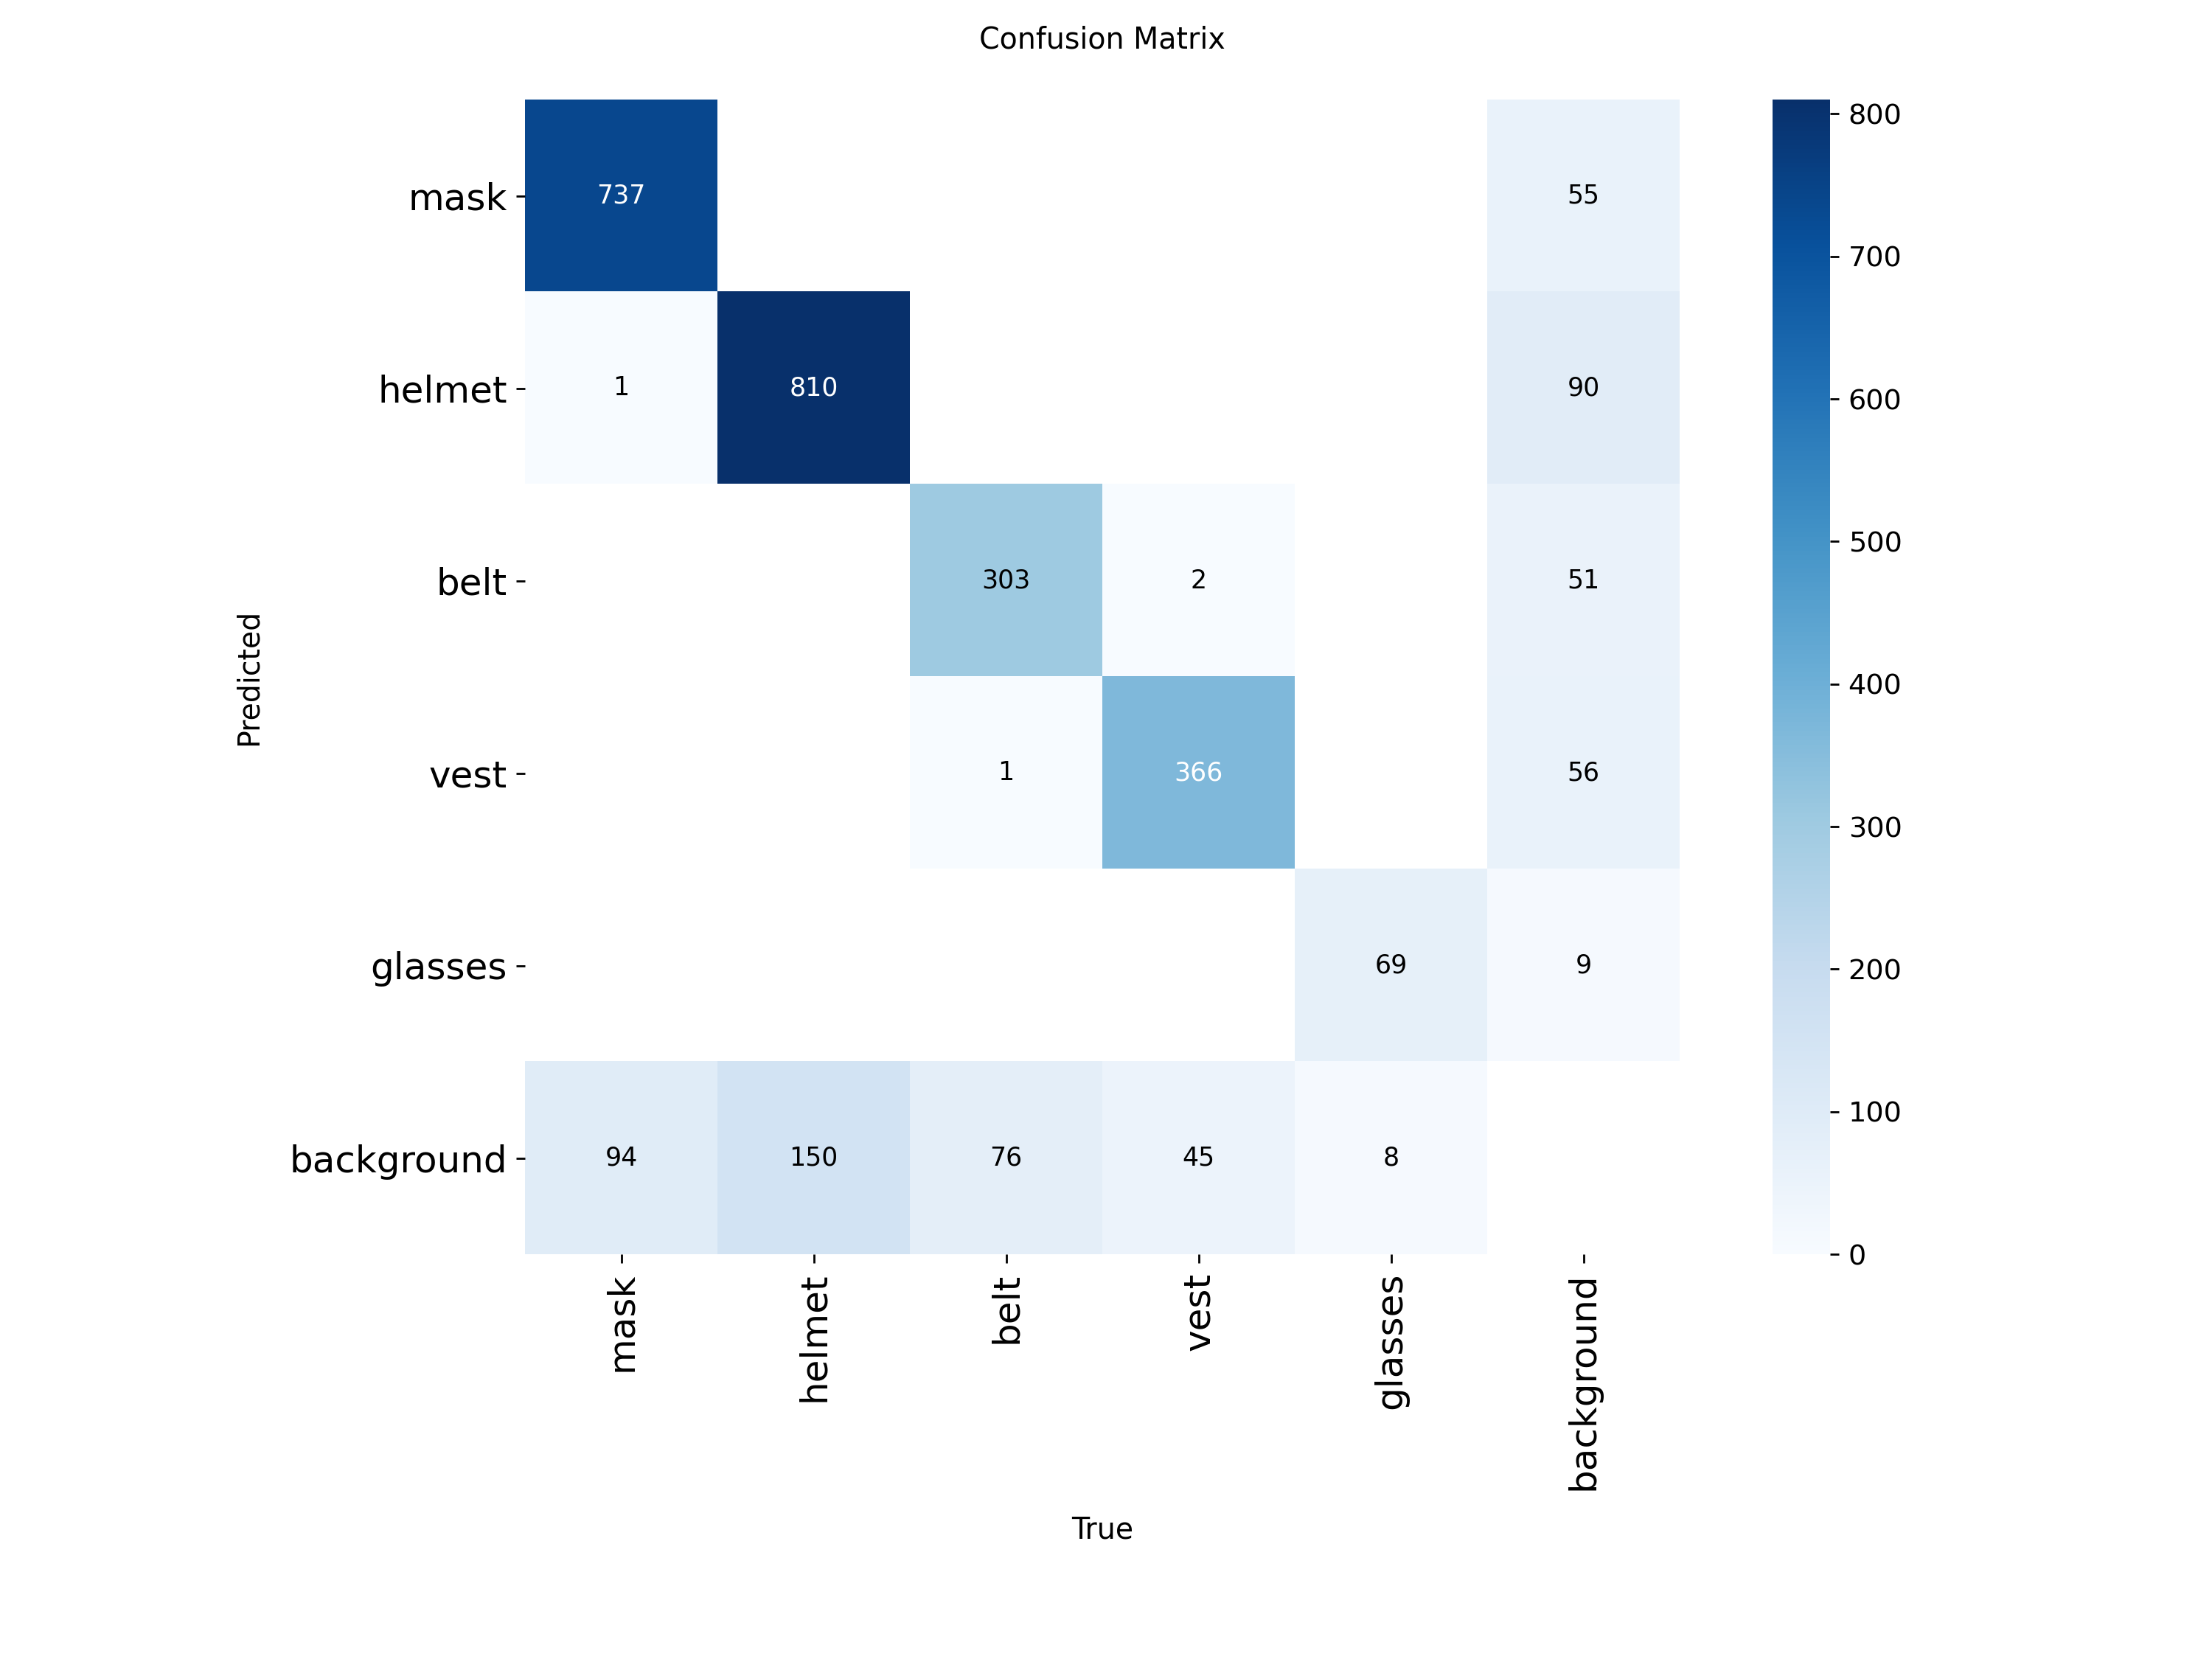 Confusion Matrix
mask 737 55
helmet 1 810 90
belt 303 2 51
vest 1 366 56
glasses 69 9
background 94 150 76 45 8
mask helmet belt vest glasses background
Predicted
True
800
700
600
500
400
300
200
100
0